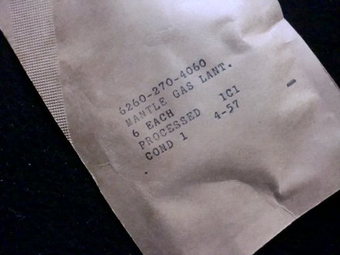 6260-270-4060
MANTLE GAS LANT.
6 EACH
PROCESSED 1C1
COND 1 4-57